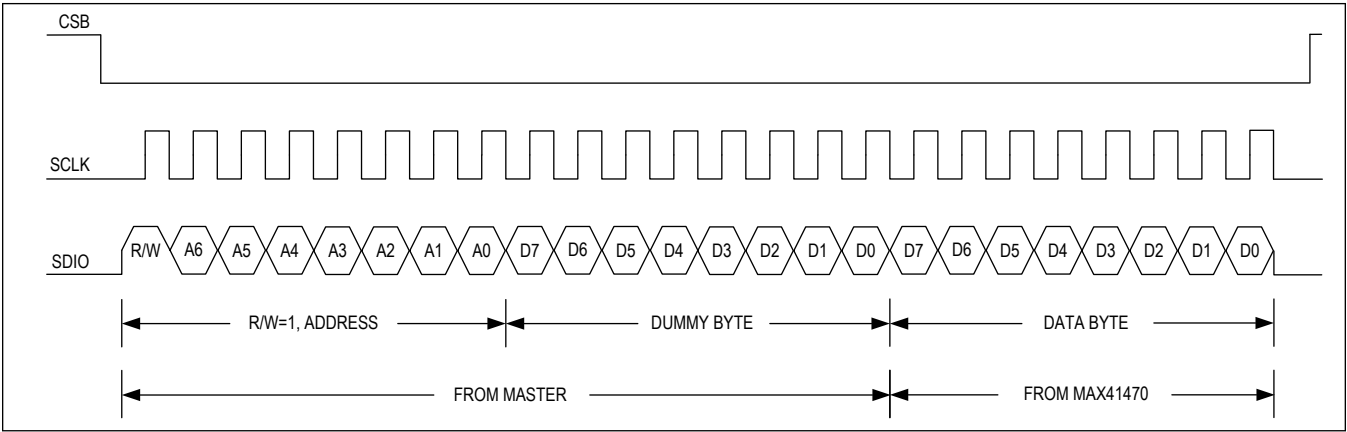 CSB
SCLK
SDIO R/W A6 A5 A4 A3 A2 A1 A0 D7 D6 D5 D4 D3 D2 D1 D0 D7 D6 D5 D4 D3 D2 D1 D0
R/W=1, ADDRESS DUMMY BYTE DATA BYTE
FROM MASTER FROM MAX41470